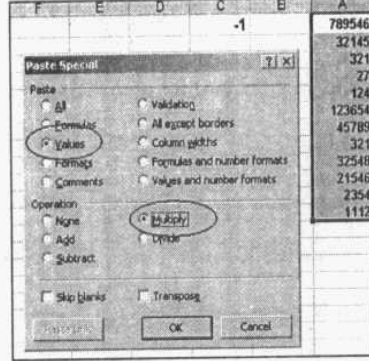 F E D C B A
-1 789546
32145
Paste Special ? X 321
Paste 27
All Validation 124
Formulas All except borders 123654
Values Column widths 45789
Formats Formulas and number formats 321
Comments Values and number formats 32548
Operation 21546
None Multiply 2354
Add Divide 1112
Subtract
Skip blanks Transpose
OK Cancel